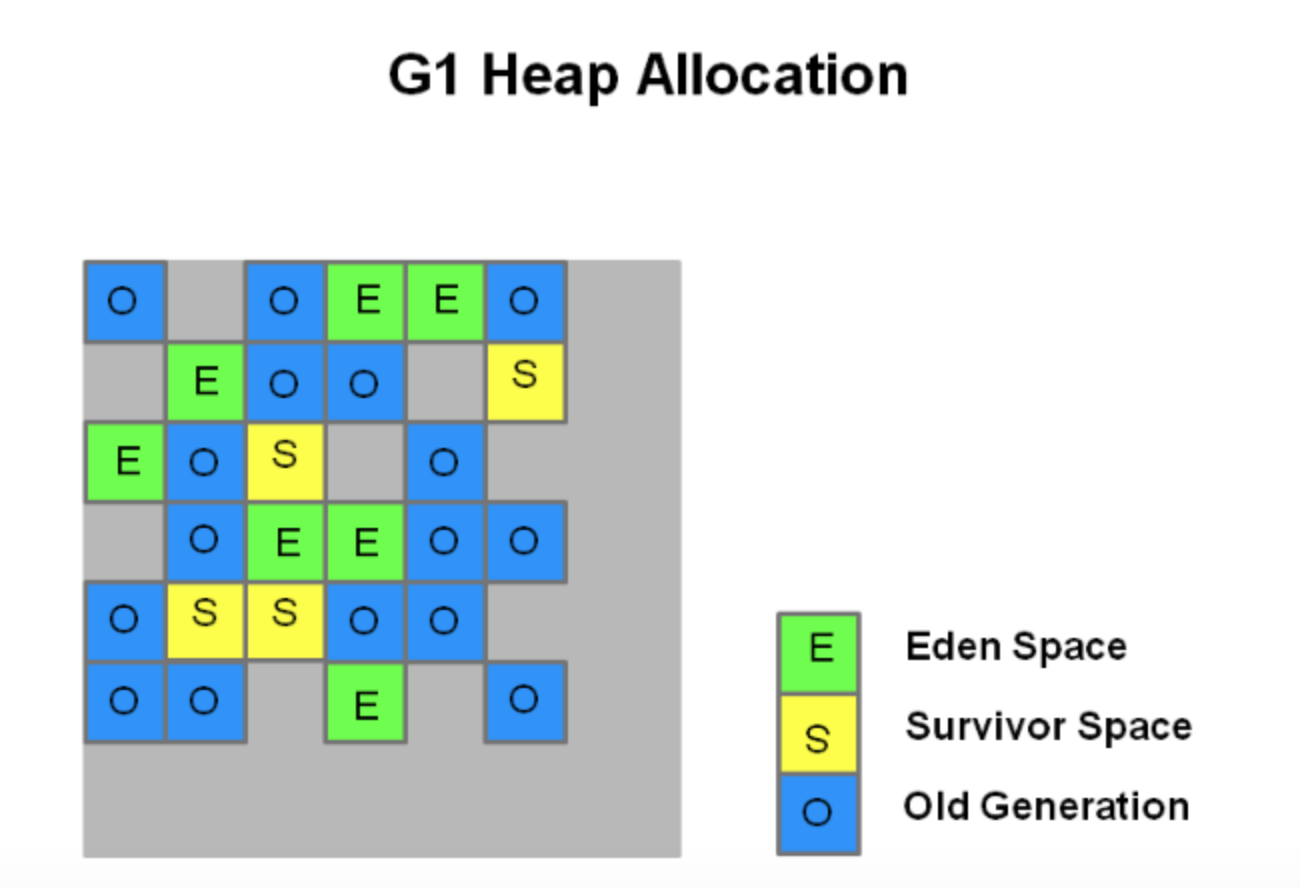 G1 Heap Allocation
O O E E O
E O O S
E O S O
O E E O O
O S S O O
O O E O
E Eden Space
S Survivor Space
O Old Generation